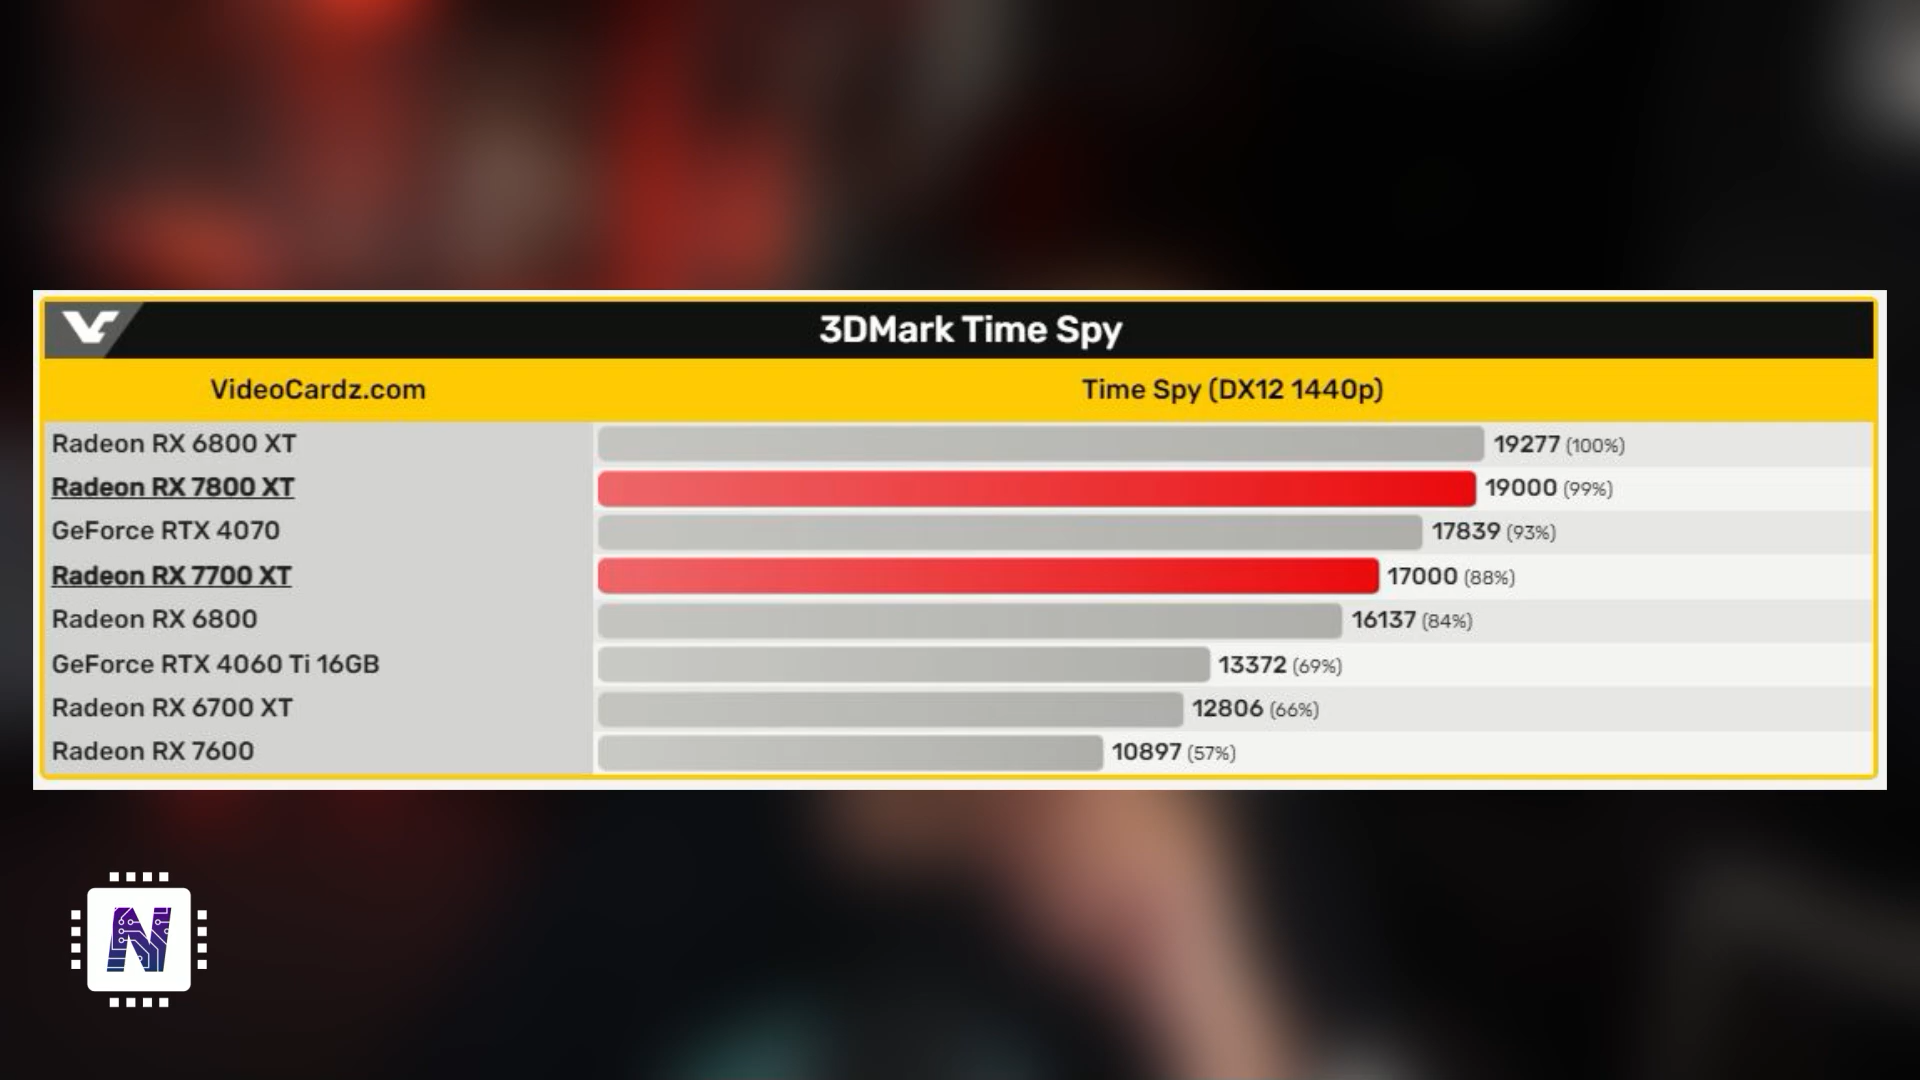 3DMark Time Spy
VideoCardz.com Time Spy (DX12 1440p)
Radeon RX 6800 XT 19277 (100%)
Radeon RX 7800 XT 19000 (99%)
GeForce RTX 4070 17839 (93%)
Radeon RX 7700 XT 17000 (88%)
Radeon RX 6800 16137 (84%)
GeForce RTX 4060 Ti 16GB 13372 (69%)
Radeon RX 6700 XT 12806 (66%)
Radeon RX 7600 10897 (57%)
N